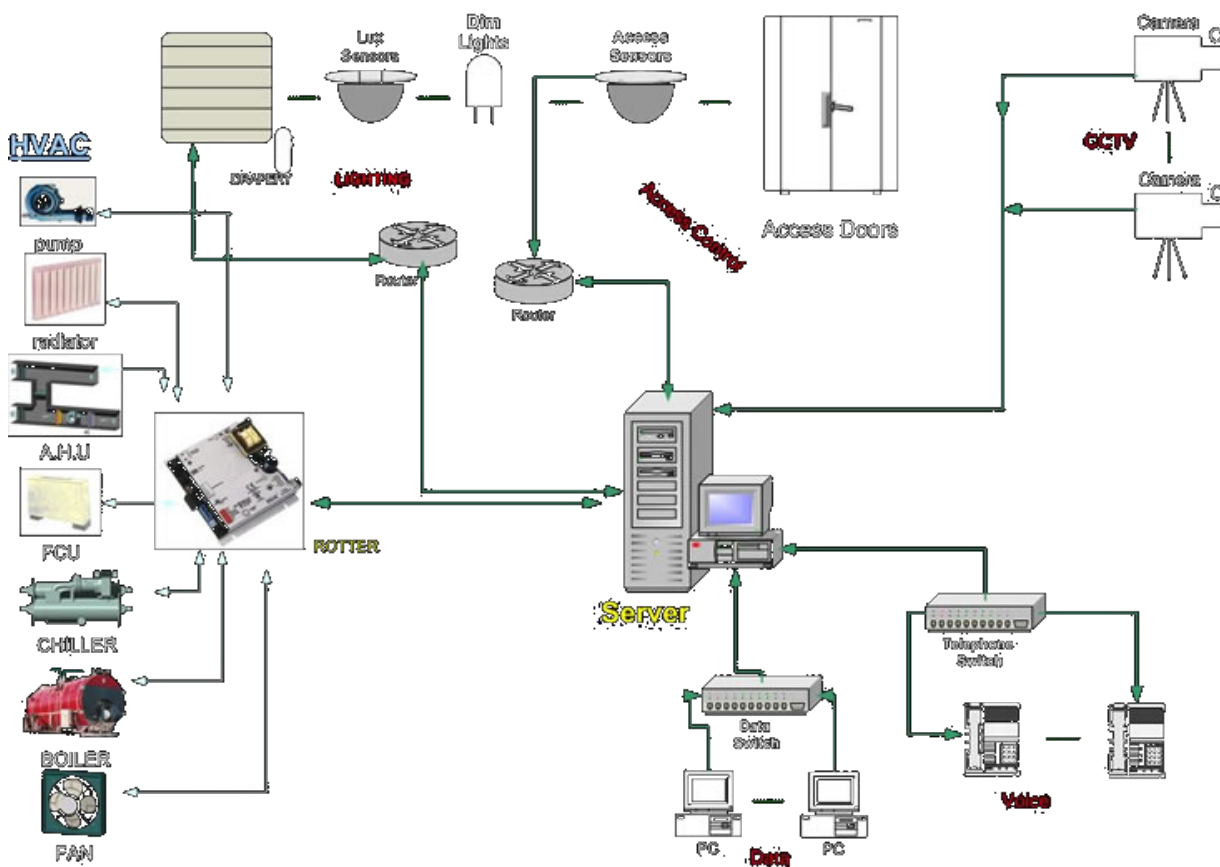 Lux
Sensors
Dim
Lights
Access
Sensors
Camera
C
HVAC
DRAPERY
LIGHTING
Access Control
Access Doors
CCTV
Camera
C
pump
Router
Router
radiator
A.H.U
FCU
ROTTER
CHILLER
Server
Telephone
Switch
BOILER
Data
Switch
Voice
FAN
PC
Data
PC